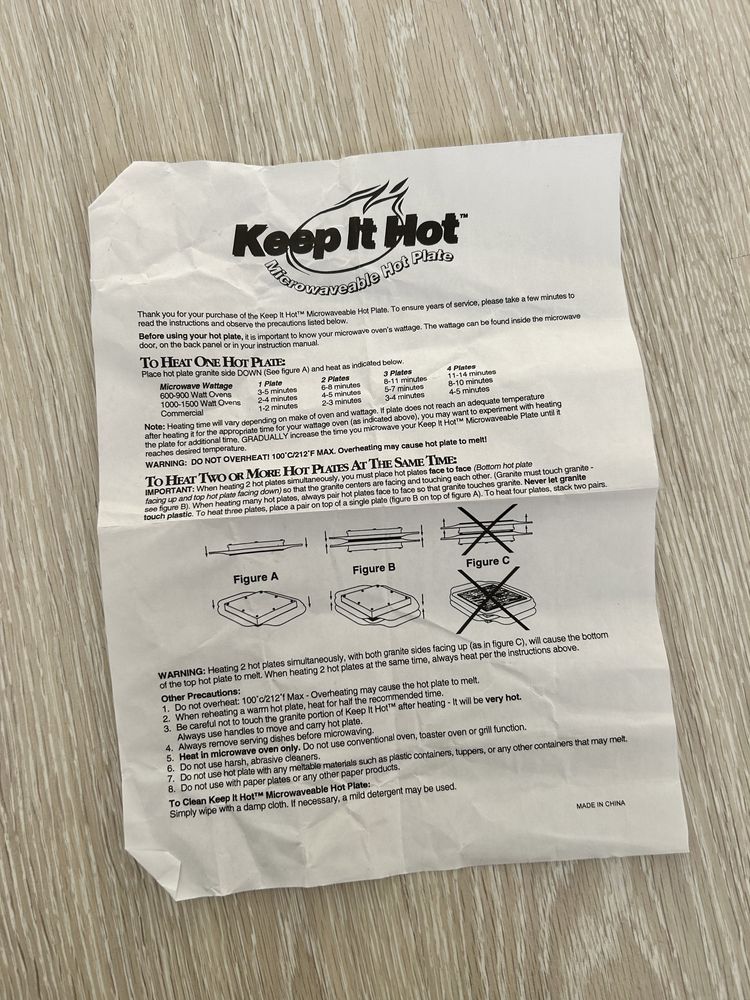 Keep It Hot™
Microwaveable Hot Plate
Thank you for your purchase of the Keep It Hot™ Microwaveable Hot Plate. To ensure years of service, please take a few minutes to
read the instructions and observe the precautions listed below.
Before using your hot plate, it is important to know your microwave oven's wattage. The wattage can be found inside the microwave
door, on the back panel or in your instruction manual.
TO HEAT ONE HOT PLATE:
Place hot plate granite side DOWN (See figure A) and heat as indicated below.
Microwave Wattage 1 Plate 2 Plates 3 Plates 4 Plates
600-900 Watt Ovens 3-5 minutes 6-8 minutes 8-11 minutes 11-14 minutes
1000-1500 Watt Ovens 2-4 minutes 4-5 minutes 5-7 minutes 8-10 minutes
Commercial 1-2 minutes 2-3 minutes 3-4 minutes 4-5 minutes
Note: Heating time will vary depending on make of oven and wattage. If plate does not reach an adequate temperature
after heating it for the appropriate time for your wattage oven (as indicated above), you may want to experiment with heating
the plate for additional time. GRADUALLY increase the time you microwave your Keep It Hot™ Microwaveable Plate until it
reaches desired temperature.
WARNING: DO NOT OVERHEAT! 100°C/212°F MAX. Overheating may cause hot plate to melt!
TO HEAT TWO OR MORE HOT PLATES AT THE SAME TIME:
IMPORTANT: When heating 2 hot plates simultaneously, you must place hot plates face to face (Bottom hot plate
facing up and top hot plate facing down) so that the granite centers are facing and touching each other. (Granite must touch granite -
see figure B). When heating many hot plates, always pair hot plates face to face so that granite touches granite. Never let granite
touch plastic. To heat three plates, place a pair on top of a single plate (figure B on top of figure A). To heat four plates, stack two pairs.
Figure A
Figure B
Figure C
WARNING: Heating 2 hot plates simultaneously, with both granite sides facing up (as in figure C), will cause the bottom
of the top hot plate to melt. When heating 2 hot plates at the same time, always heat per the instructions above.
Other Precautions:
1. Do not overheat: 100°c/212°f Max - Overheating may cause the hot plate to melt.
2. When reheating a warm hot plate, heat for half the recommended time.
3. Be careful not to touch the granite portion of Keep It Hot™ after heating - It will be very hot.
Always use handles to move and carry hot plate.
4. Always remove serving dishes before microwaving.
5. Heat in microwave oven only. Do not use conventional oven, toaster oven or grill function.
6. Do not use harsh, abrasive cleaners.
7. Do not use hot plate with any meltable materials such as plastic containers, tuppers, or any other containers that may melt.
8. Do not use with paper plates or any other paper products.
To Clean Keep It Hot™ Microwaveable Hot Plate:
Simply wipe with a damp cloth. If necessary, a mild detergent may be used.
MADE IN CHINA